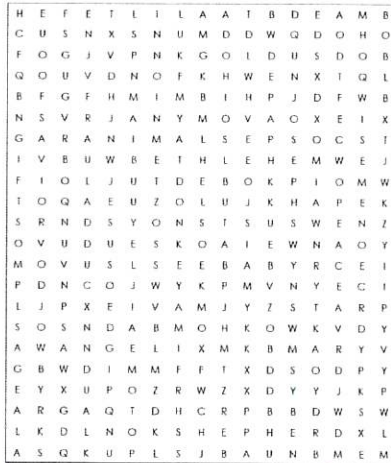 H E F E T L I L A A T B D E A M B
C U S N X S N U M D D W Q D O H O
F O G J V P N K G O L D U S D O B
Q O U V D N O F K H W E N X T Q L
B F G F H M I M B I H P J D F W B
N S V R J A N Y M O V A O X E I X
G A R A N I M A L S E P S O C S T
I V B U W B E T H L E H E M W E J
F I O L J U T D E B O K P I O M W
T O Q A E U Z O L U J K H A P E K
S R N D S Y O N S T S U S W E N Z
O V U D U E S K O A I E W N A O Y
M O V U S L S E E B A B Y R C E I
P D N C O J W Y K P M V N Y E C I
L J P X E I V A M J Y Z S T A R P
S O S N D A B M O H K O W K V D Y
A W A N G E L I X M K B M A R Y V
G B W D I M M F F T X D S O D P Y
E Y X U P O Z R W Z X D Y Y J K P
A R G A Q T D H C R P B B D W S W
L K D L N O K S H E P H E R D X L
A S Q K U P L S J B A U N B M E M